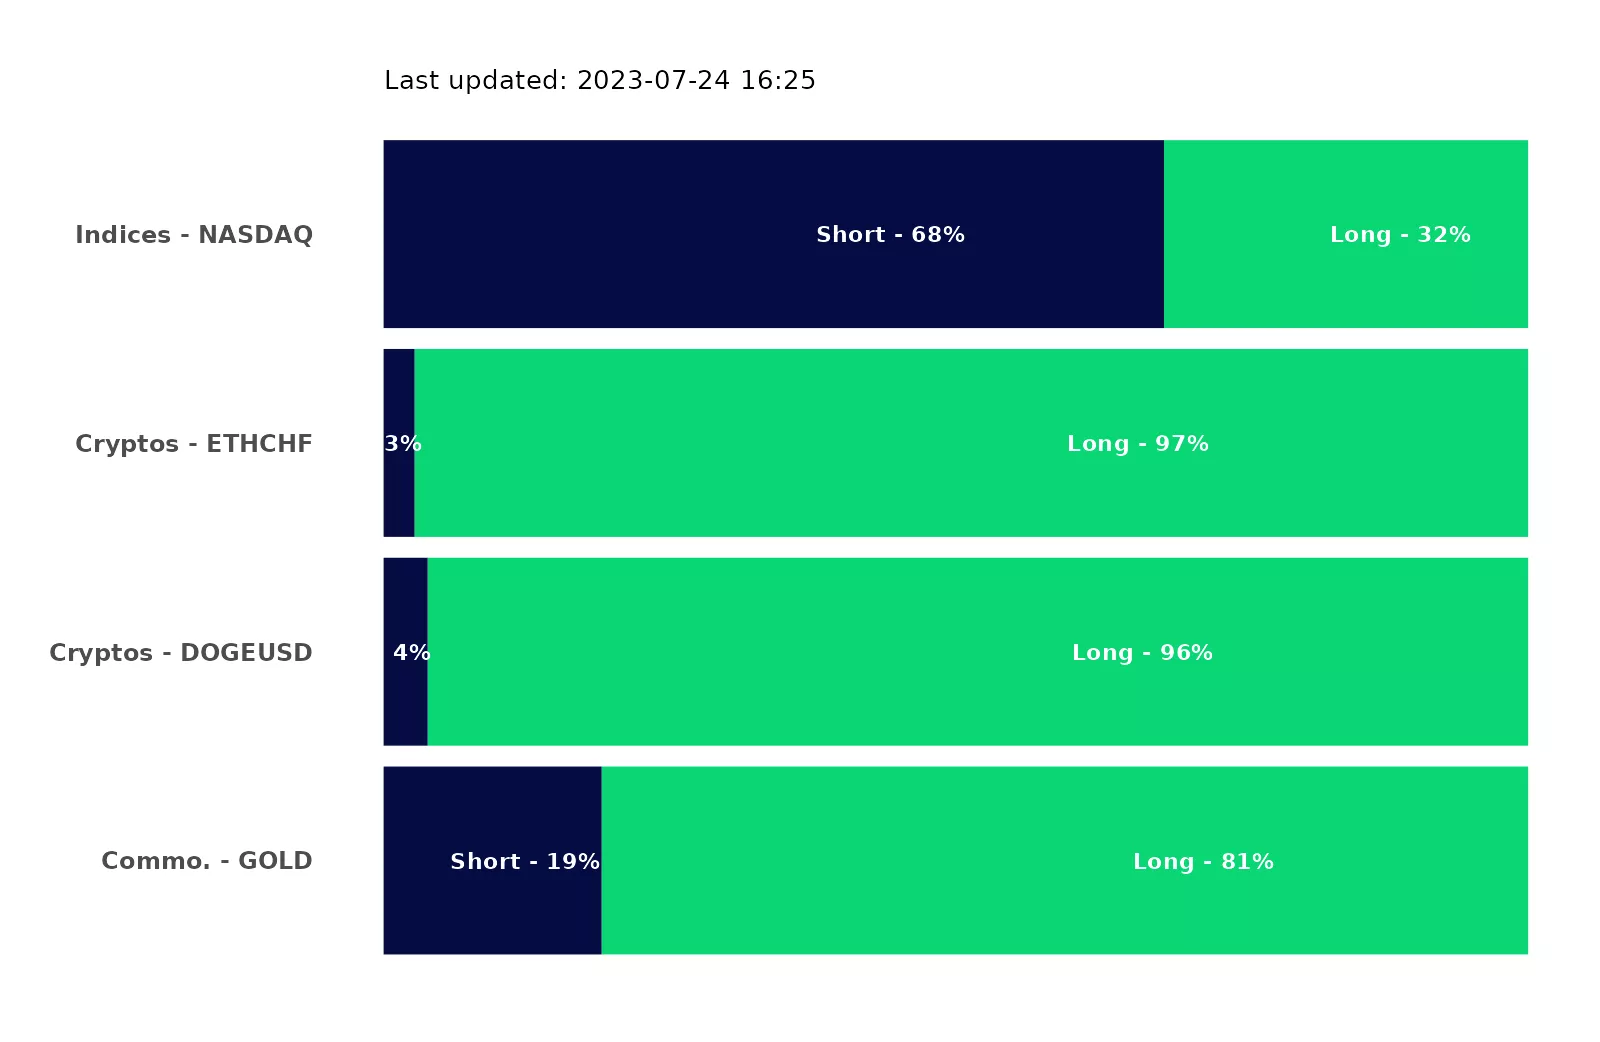 Last updated: 2023-07-24 16:25
Indices - NASDAQ Short - 68% Long - 32%
Cryptos - ETHCHF 3% Long - 97%
Cryptos - DOGEUSD 4% Long - 96%
Commo. - GOLD Short - 19% Long - 81%